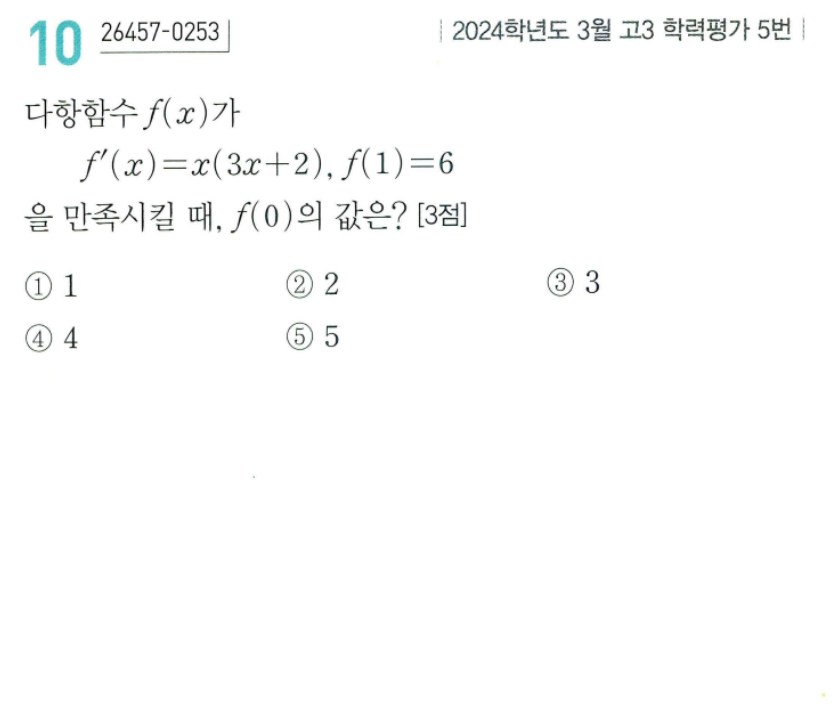 10 26457-0253 | 2024학년도 3월 고3 학력평가 5번 |
다항함수 f(x)가
f′(x)=x(3x+2), f(1)=6
을 만족시킬 때, f(0)의 값은? [3점]
① 1 ② 2 ③ 3
④ 4 ⑤ 5